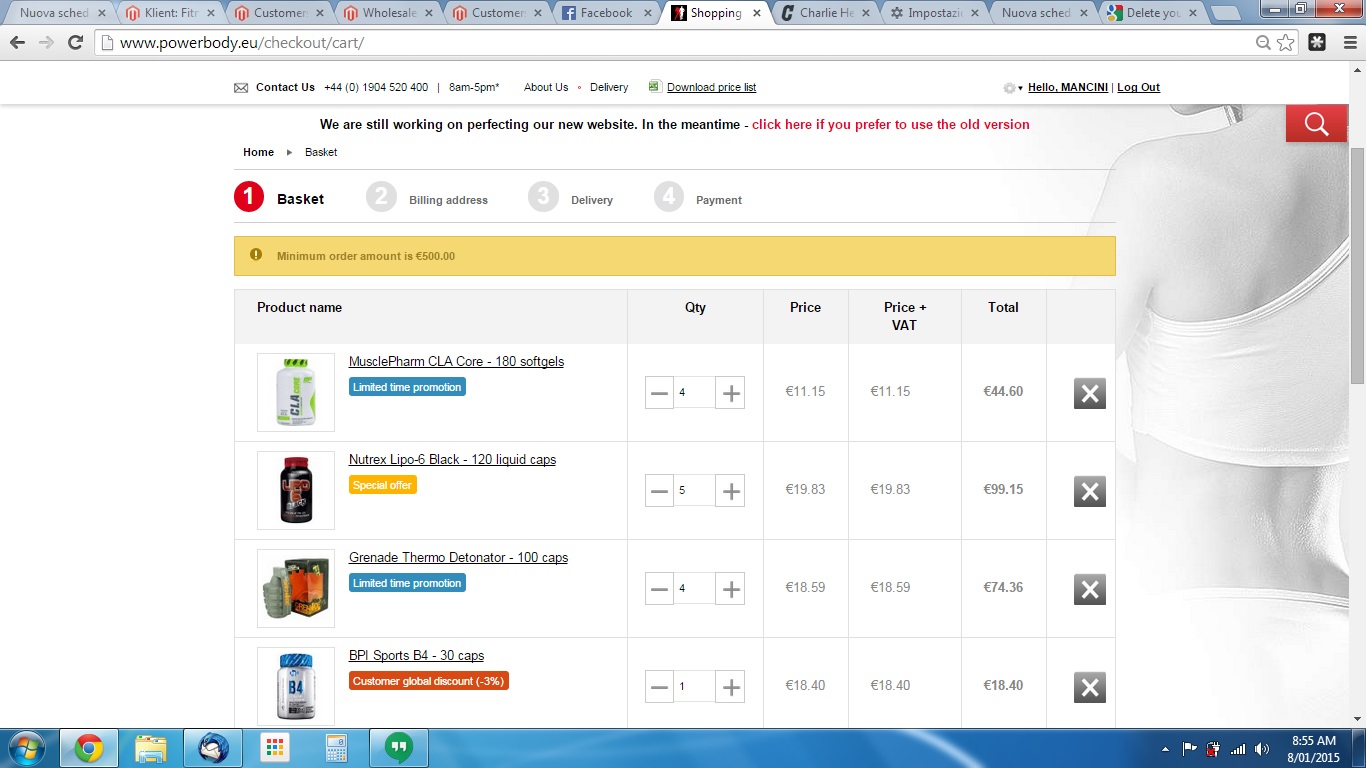 Nuova sched
Klient: Fitn
Customer
Wholesale
Customer
Facebook
Shopping
Charlie He
Impostazi
Nuova sched
Delete you
www.powerbody.eu/checkout/cart/
Contact Us +44 (0) 1904 520 400 | 8am-5pm* About Us • Delivery Download price list
Hello, MANCINI | Log Out
We are still working on perfecting our new website. In the meantime - click here if you prefer to use the old version
Home Basket
1 Basket 2 Billing address 3 Delivery 4 Payment
Minimum order amount is €500.00
Product name Qty Price Price + VAT Total
MusclePharm CLA Core - 180 softgels
Limited time promotion
CLA CORE
4 €11.15 €11.15 €44.60
Nutrex Lipo-6 Black - 120 liquid caps
Special offer
LIPO 6 BLACK
5 €19.83 €19.83 €99.15
Grenade Thermo Detonator - 100 caps
Limited time promotion
4 €18.59 €18.59 €74.36
BPI Sports B4 - 30 caps
Customer global discount (-3%)
B4
1 €18.40 €18.40 €18.40
8:55 AM
8/01/2015